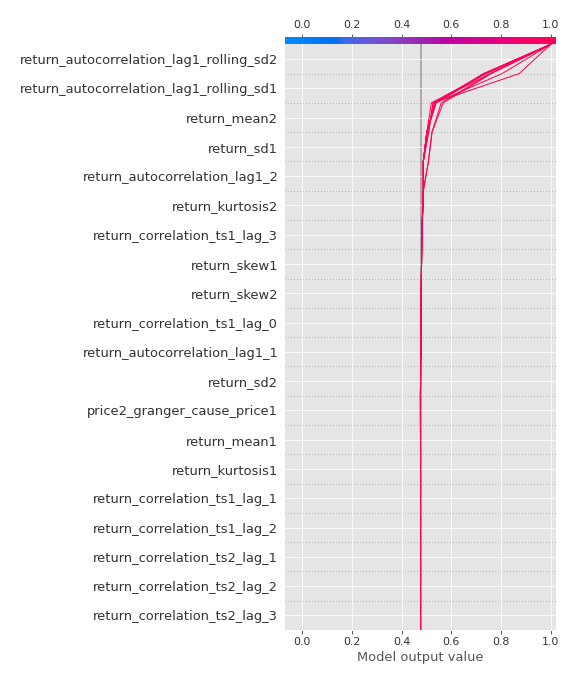 0.0 0.2 0.4 0.6 0.8 1.0
return_autocorrelation_lag1_rolling_sd2
return_autocorrelation_lag1_rolling_sd1
return_mean2
return_sd1
return_autocorrelation_lag1_2
return_kurtosis2
return_correlation_ts1_lag_3
return_skew1
return_skew2
return_correlation_ts1_lag_0
return_autocorrelation_lag1_1
return_sd2
price2_granger_cause_price1
return_mean1
return_kurtosis1
return_correlation_ts1_lag_1
return_correlation_ts1_lag_2
return_correlation_ts2_lag_1
return_correlation_ts2_lag_2
return_correlation_ts2_lag_3
0.0 0.2 0.4 0.6 0.8 1.0
Model output value